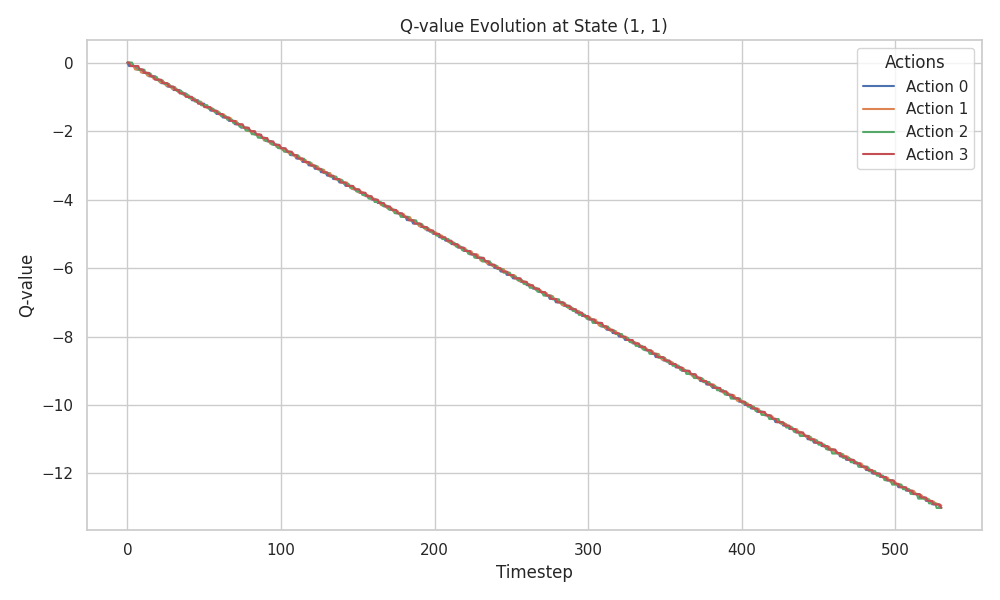 Q-value Evolution at State (1, 1)
Actions
Action 0
Action 1
Action 2
Action 3
Q-value
0
−2
−4
−6
−8
−10
−12
0 100 200 300 400 500
Timestep